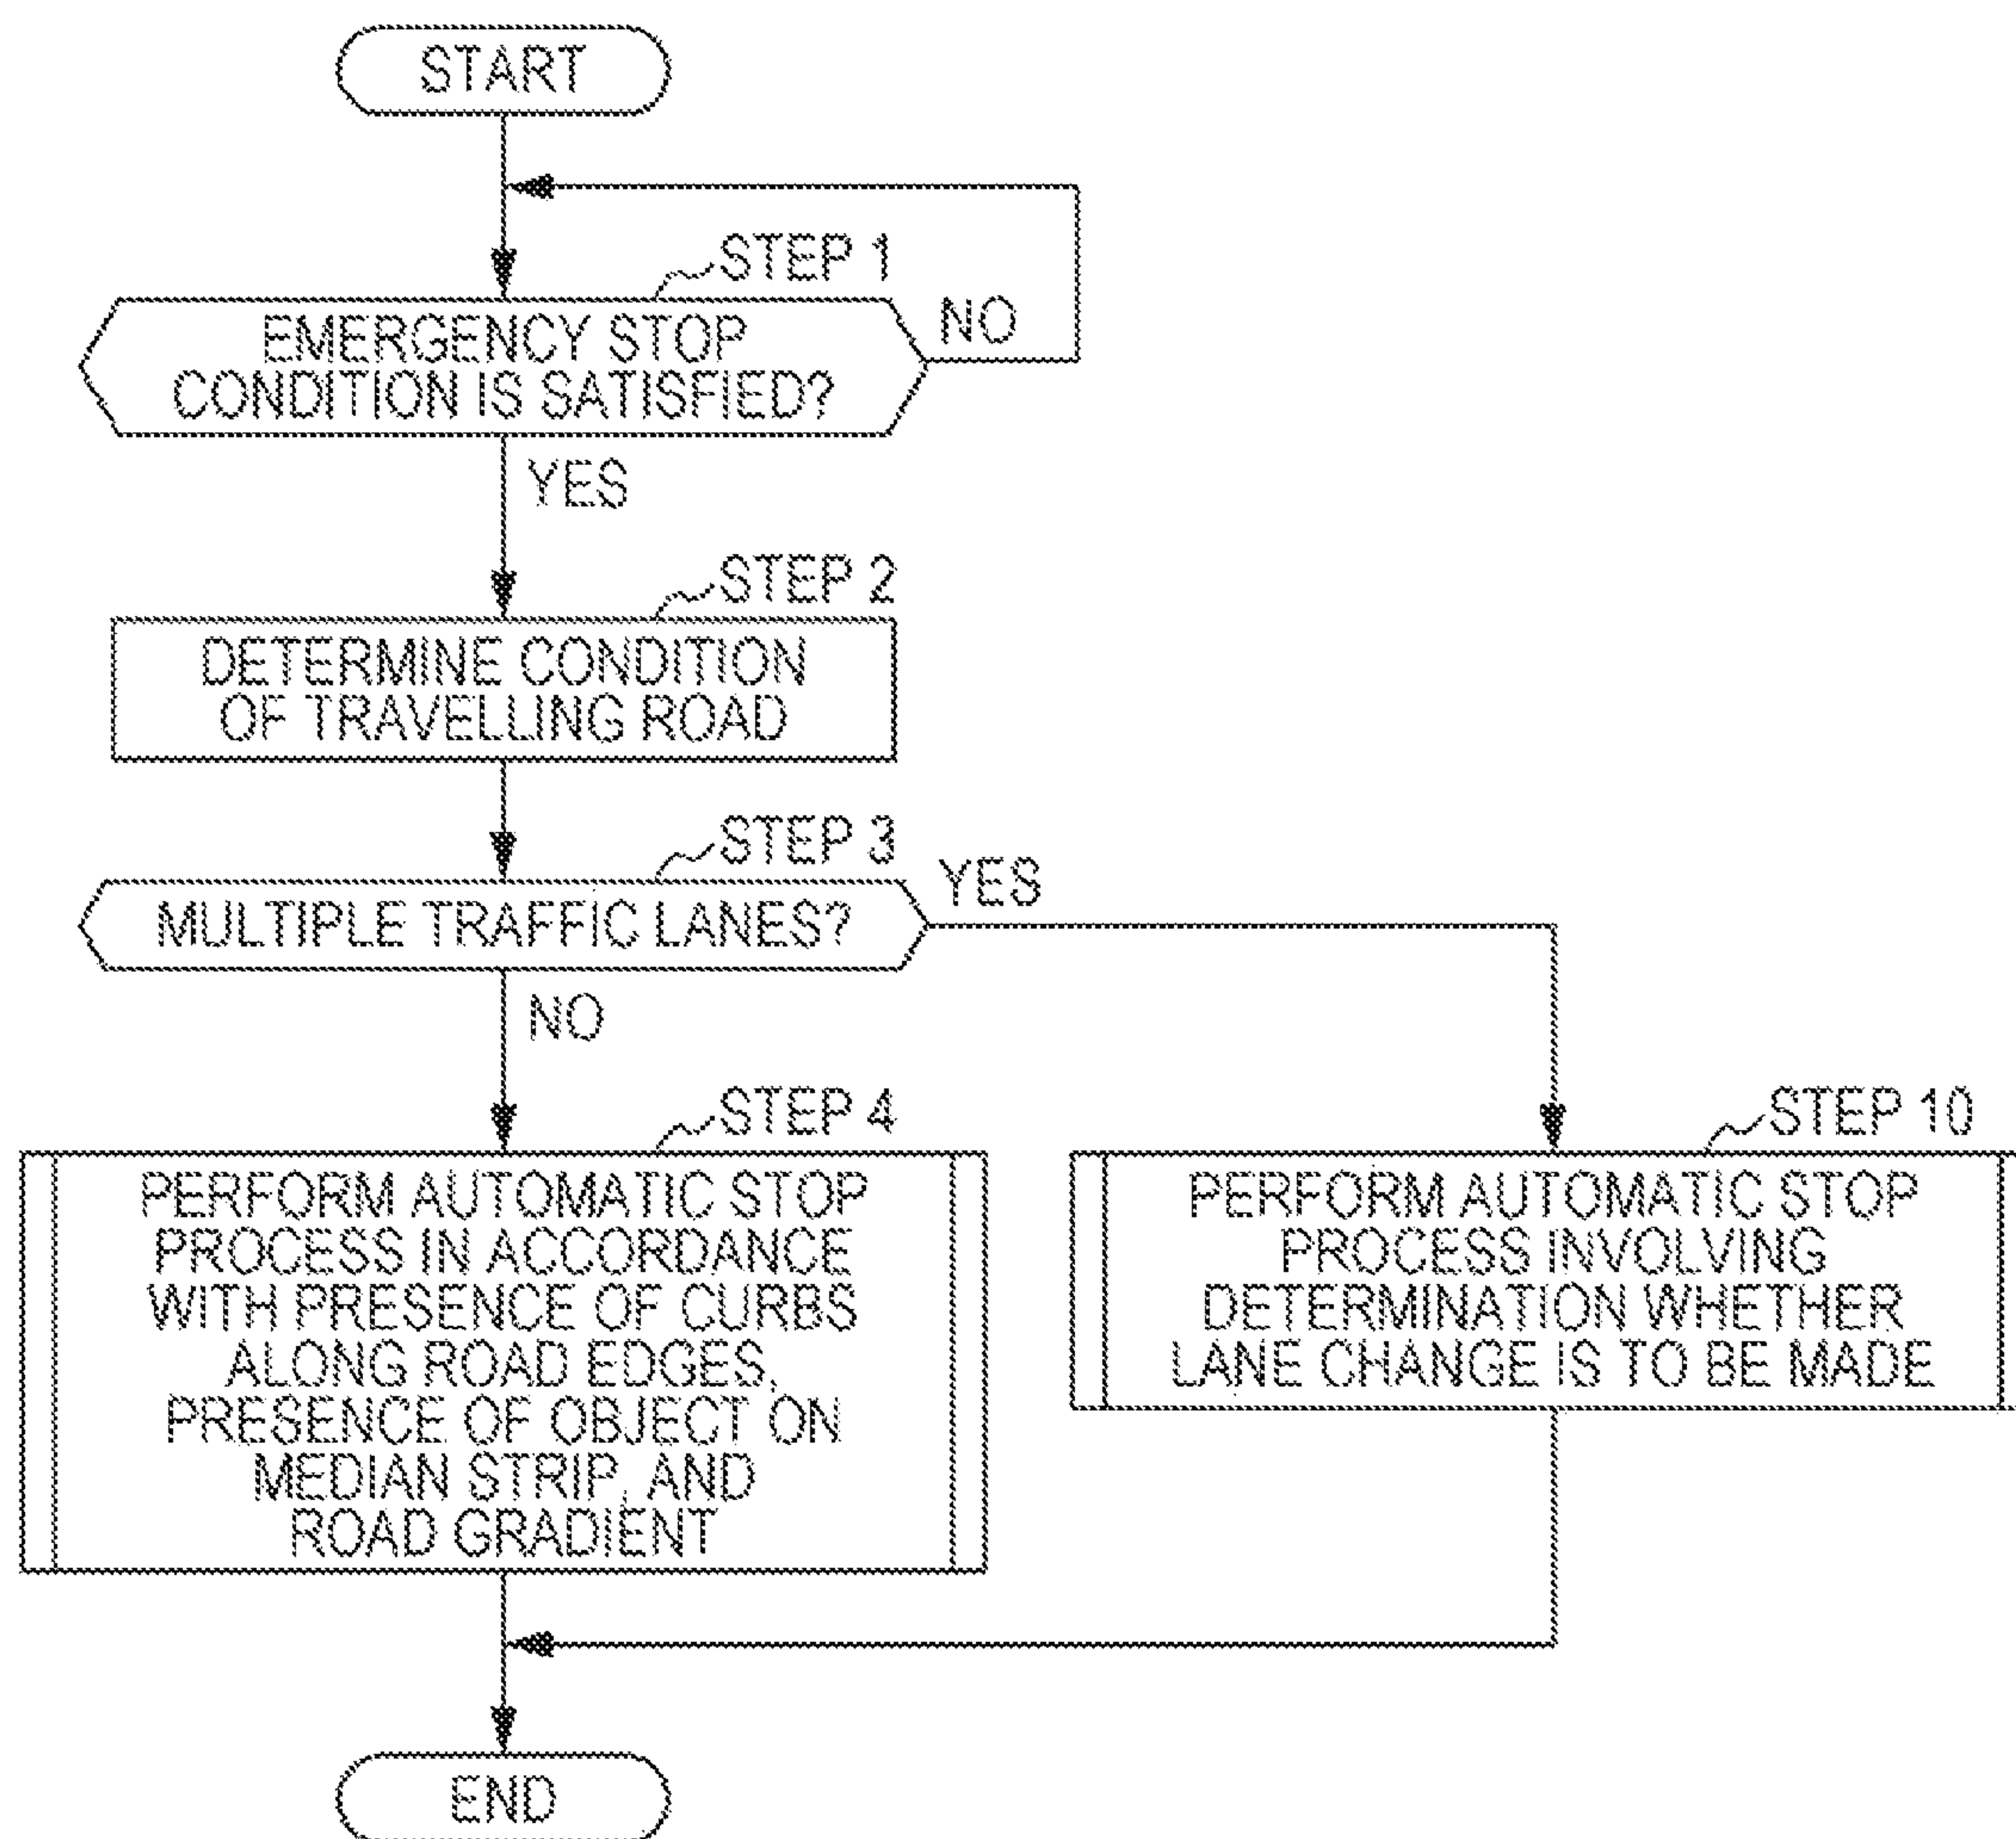 START
STEP 1
EMERGENCY STOP
CONDITION IS SATISFIED?
NO
YES
STEP 2
DETERMINE CONDITION
OF TRAVELLING ROAD
STEP 3
MULTIPLE TRAFFIC LANES?
YES
NO
STEP 4
PERFORM AUTOMATIC STOP
PROCESS IN ACCORDANCE
WITH PRESENCE OF CURBS
ALONG ROAD EDGES,
PRESENCE OF OBJECT ON
MEDIAN STRIP, AND
ROAD GRADIENT
STEP 10
PERFORM AUTOMATIC STOP
PROCESS INVOLVING
DETERMINATION WHETHER
LANE CHANGE IS TO BE MADE
END